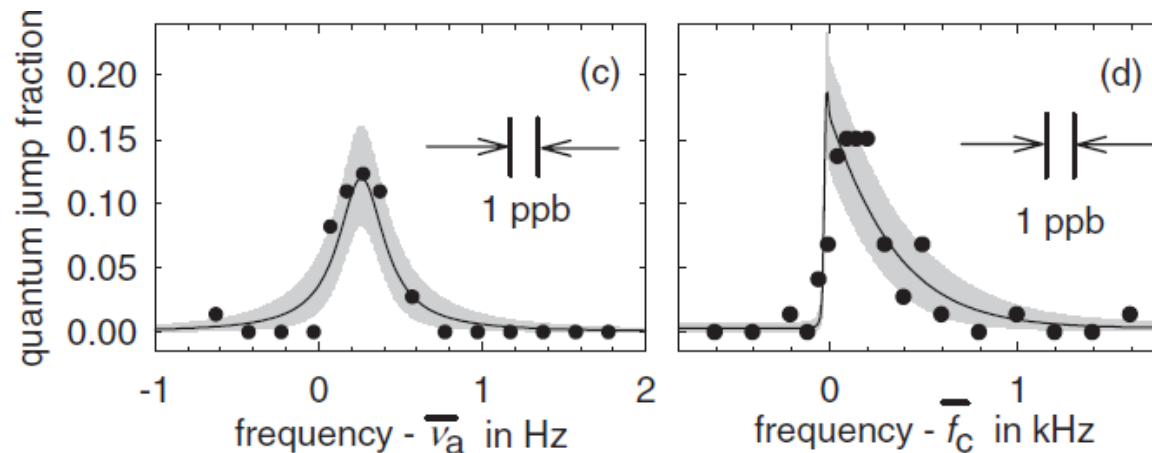 quantum jump fraction
0.20
0.15
0.10
0.05
0.00
(c)
1 ppb
-1 0 1 2
frequency - ν̅a in Hz
(d)
1 ppb
0 1
frequency - f̅c in kHz